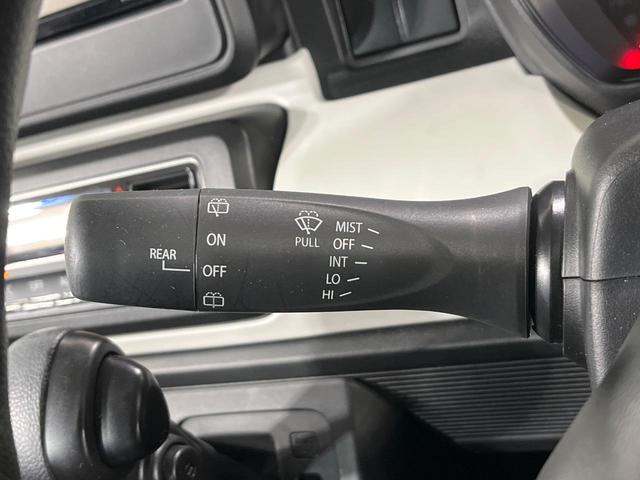 REAR
ON
OFF
PULL
MIST
OFF
INT
LO
HI